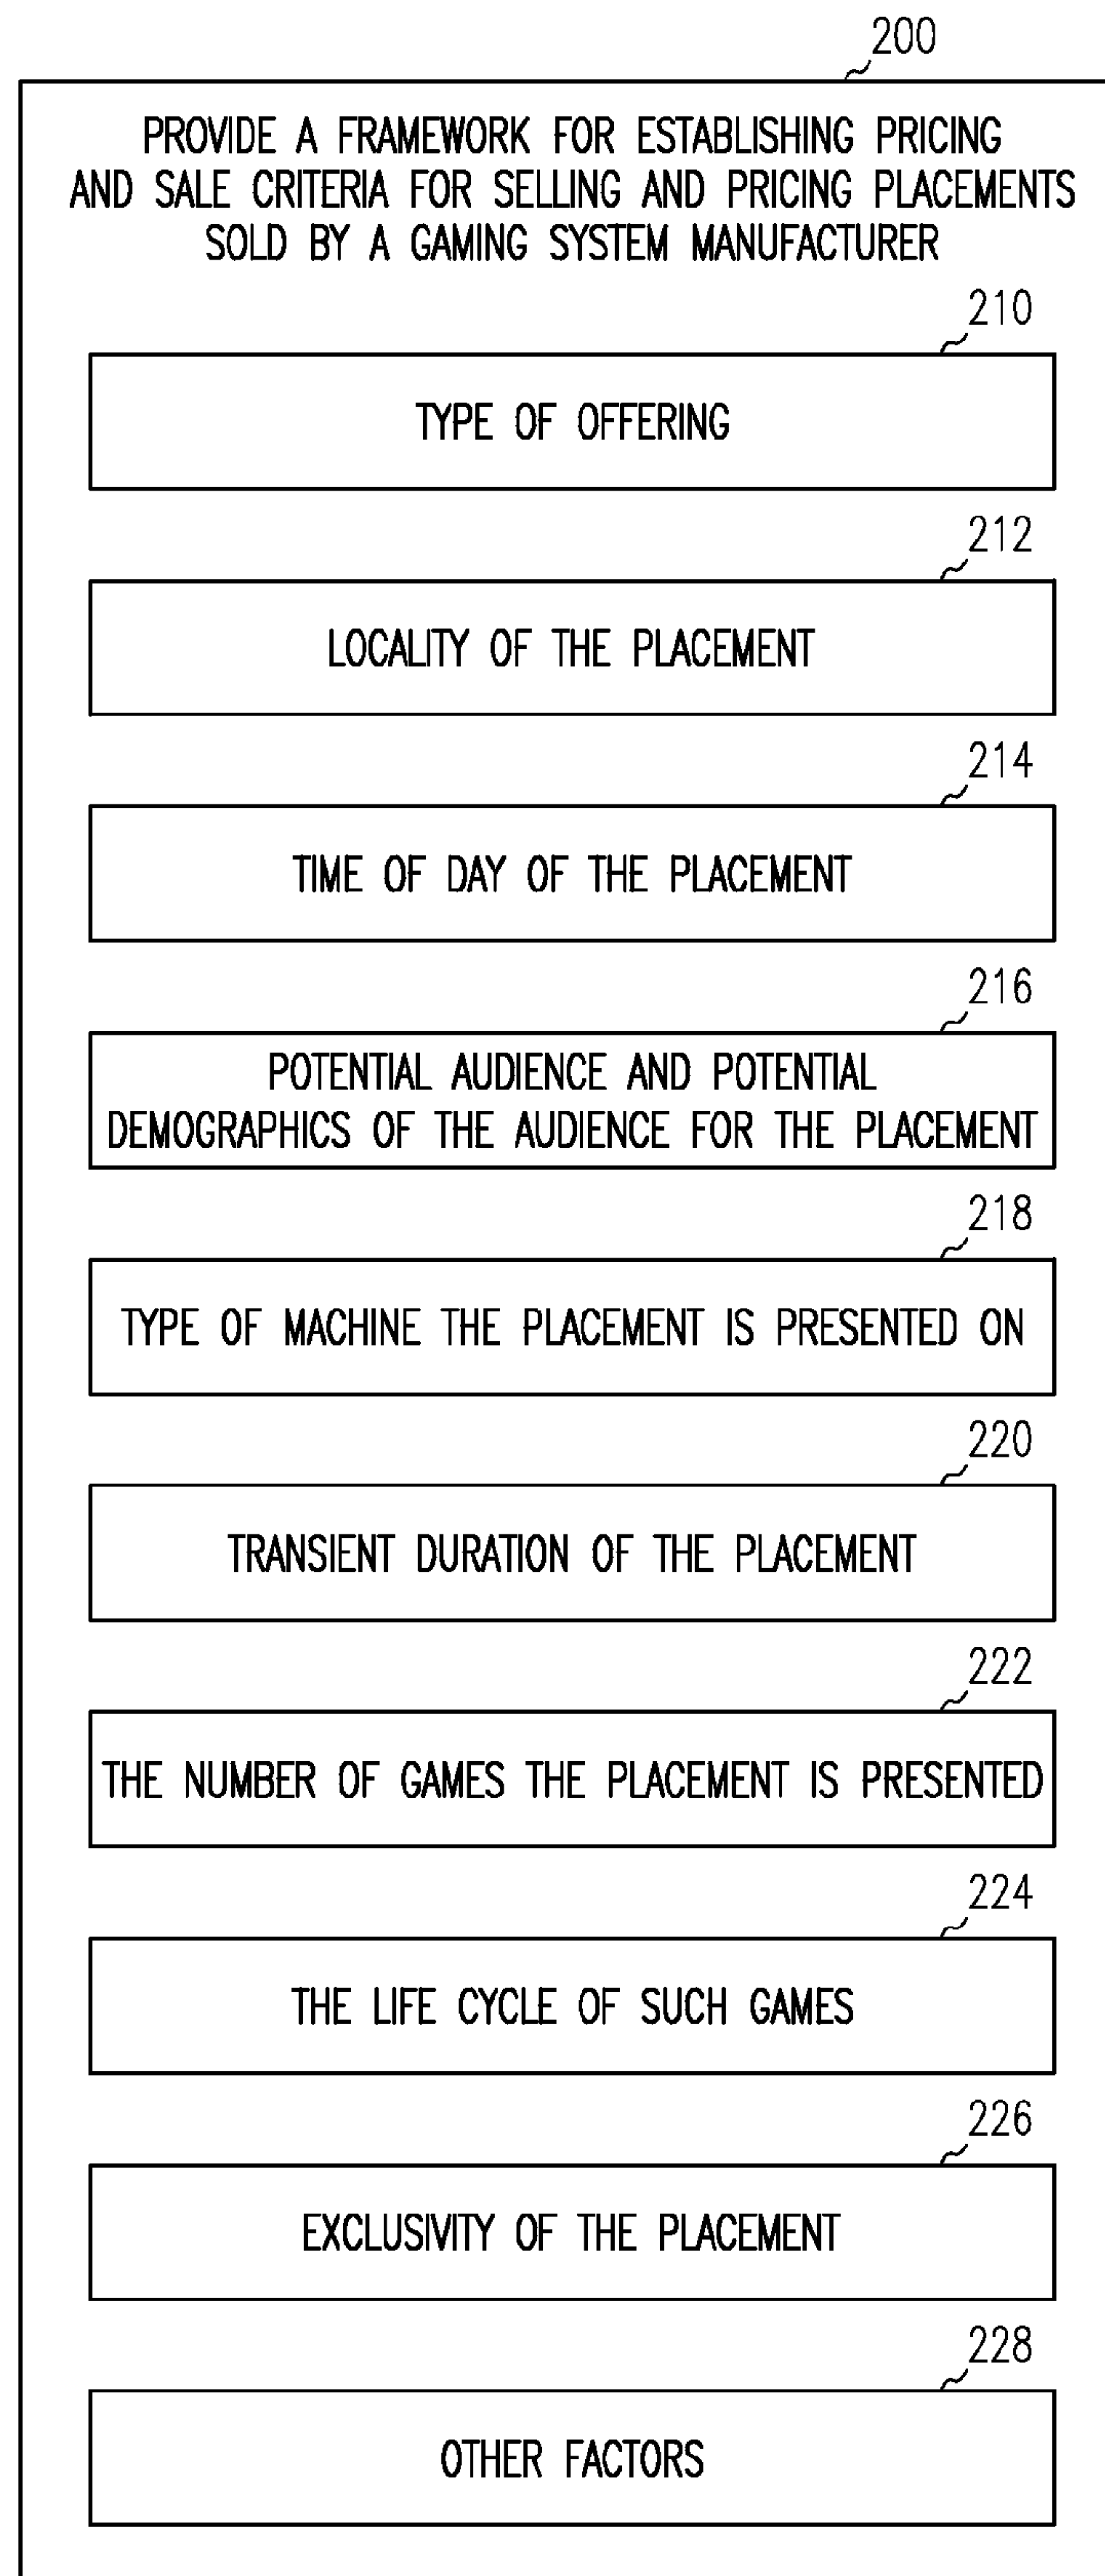 200
PROVIDE A FRAMEWORK FOR ESTABLISHING PRICING
AND SALE CRITERIA FOR SELLING AND PRICING PLACEMENTS
SOLD BY A GAMING SYSTEM MANUFACTURER
210
TYPE OF OFFERING
212
LOCALITY OF THE PLACEMENT
214
TIME OF DAY OF THE PLACEMENT
216
POTENTIAL AUDIENCE AND POTENTIAL
DEMOGRAPHICS OF THE AUDIENCE FOR THE PLACEMENT
218
TYPE OF MACHINE THE PLACEMENT IS PRESENTED ON
220
TRANSIENT DURATION OF THE PLACEMENT
222
THE NUMBER OF GAMES THE PLACEMENT IS PRESENTED
224
THE LIFE CYCLE OF SUCH GAMES
226
EXCLUSIVITY OF THE PLACEMENT
228
OTHER FACTORS